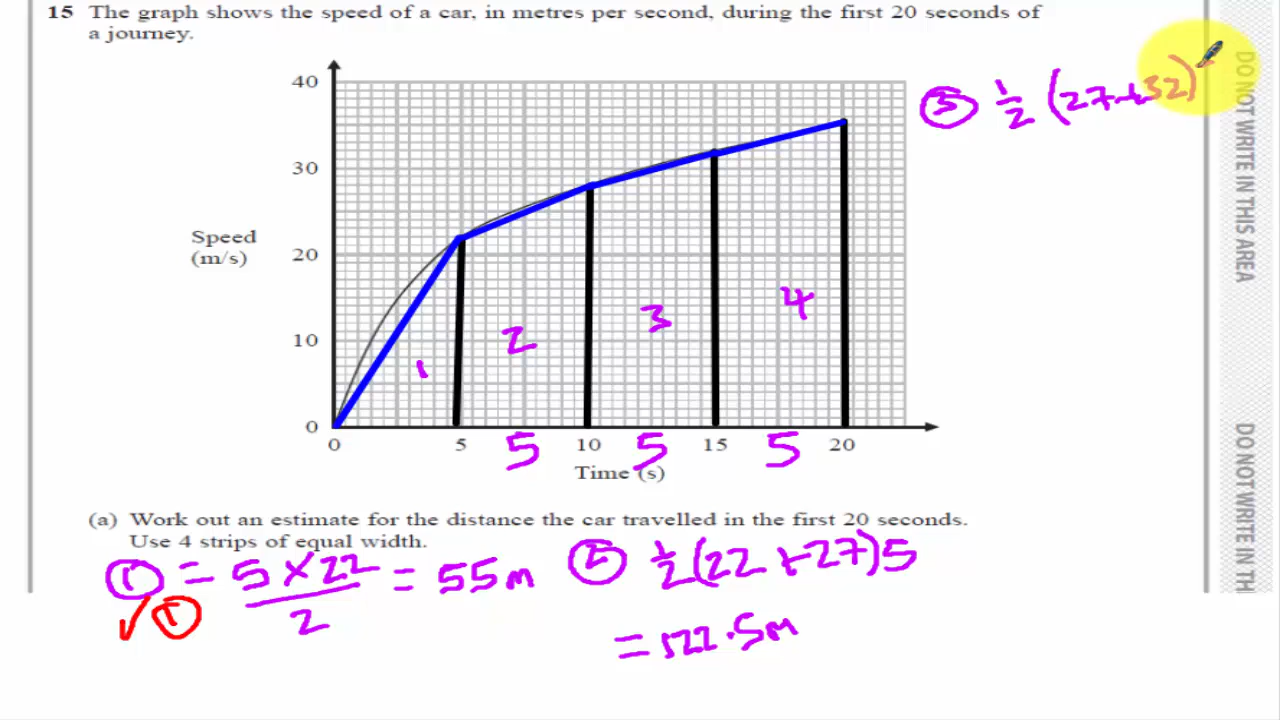 15 The graph shows the speed of a car, in metres per second, during the first 20 seconds of
a journey.
③ 1/2 (27+32)
40
30
20
10
0
Speed
(m/s)
1
2
3
4
0 5 10 15 20
5 5 5
Time (s)
(a) Work out an estimate for the distance the car travelled in the first 20 seconds.
Use 4 strips of equal width.
① = 5 × 22 / 2 = 55m
✓①
② 1/2 (22+27)5
= 122.5m
DO NOT WRITE IN THIS AREA
DO NOT WRITE IN TH